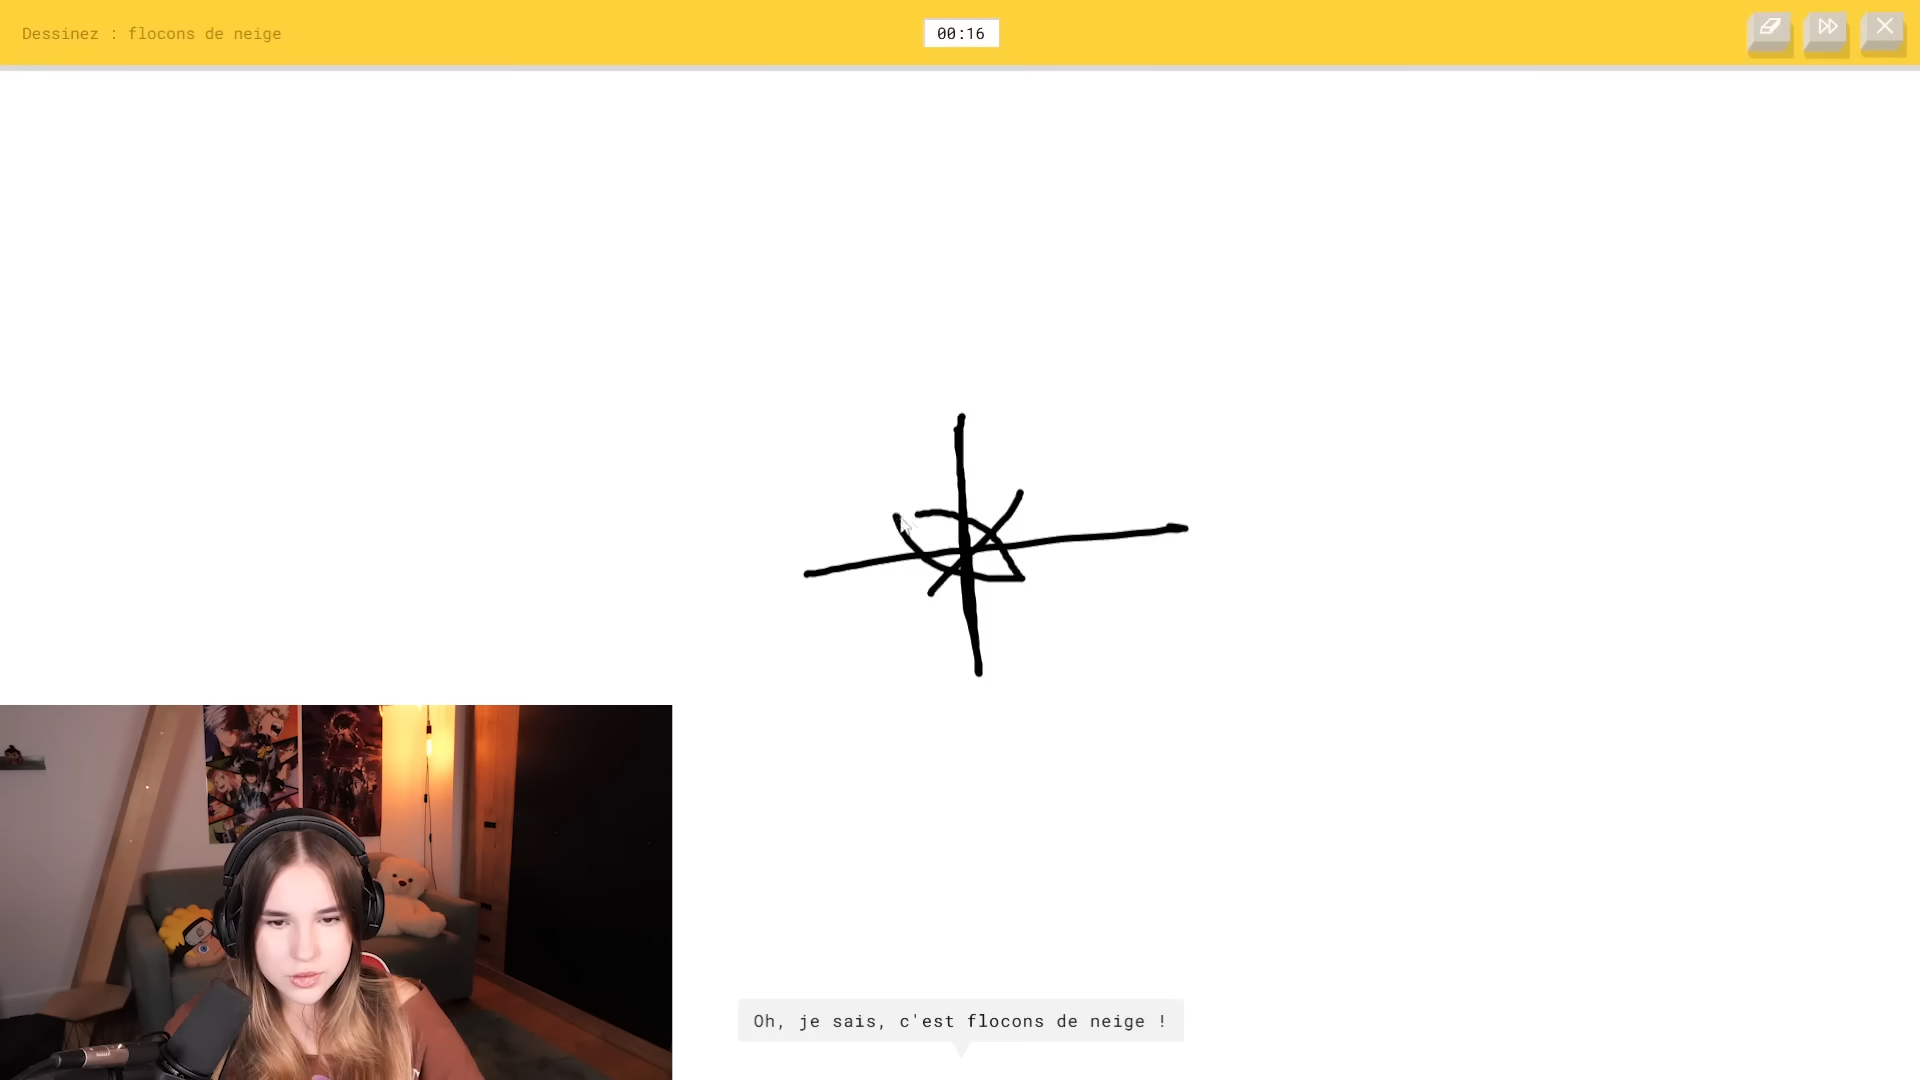 Dessinez : flocons de neige
00:16
Oh, je sais, c'est flocons de neige !